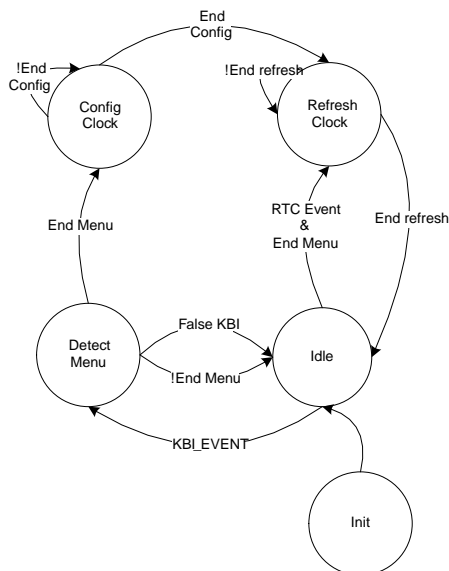 End
Config
!End
Config
Config
Clock
!End refresh
Refresh
Clock
RTC Event
&
End Menu
End refresh
End Menu
Detect
Menu
False KBI
!End Menu
Idle
KBI_EVENT
Init